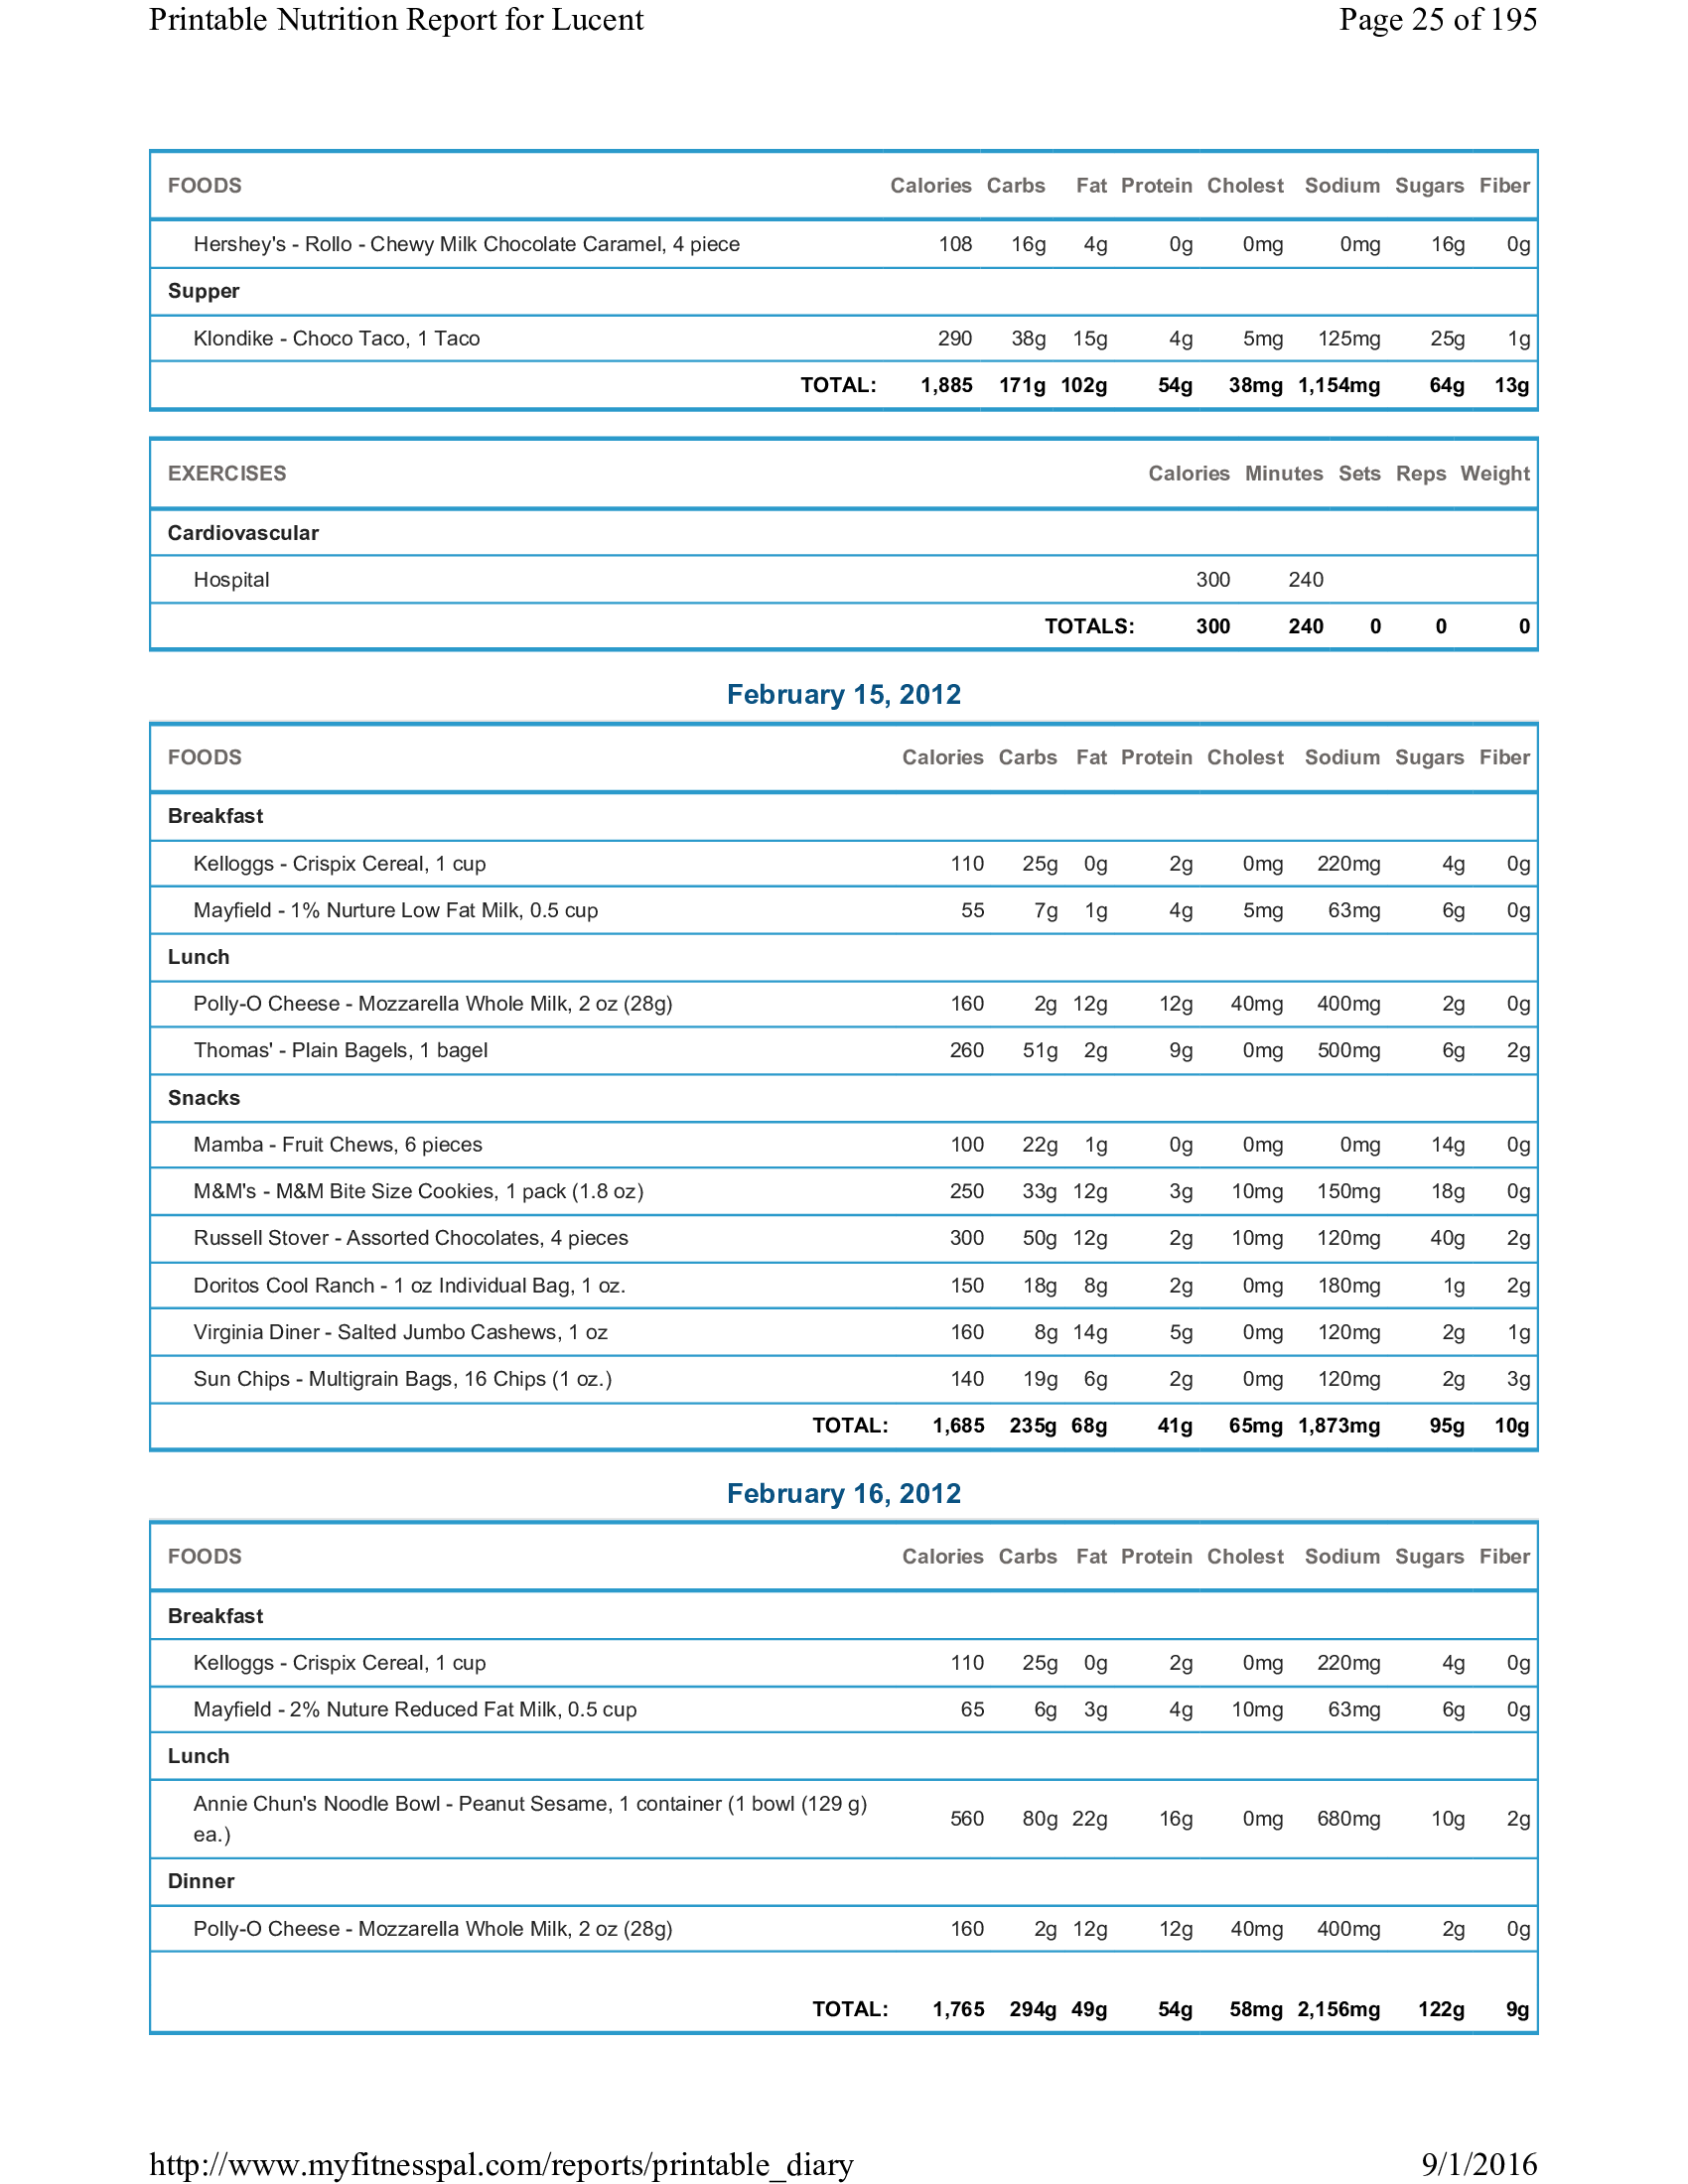 Printable Nutrition Report for Lucent Page 25 of 195
FOODS Calories Carbs Fat Protein Cholest Sodium Sugars Fiber
Hershey's - Rollo - Chewy Milk Chocolate Caramel, 4 piece 108 16g 4g 0g 0mg 0mg 16g 0g
Supper
Klondike - Choco Taco, 1 Taco 290 38g 15g 4g 5mg 125mg 25g 1g
TOTAL: 1,885 171g 102g 54g 38mg 1,154mg 64g 13g
EXERCISES Calories Minutes Sets Reps Weight
Cardiovascular
Hospital 300 240
TOTALS: 300 240 0 0 0
February 15, 2012
FOODS Calories Carbs Fat Protein Cholest Sodium Sugars Fiber
Breakfast
Kelloggs - Crispix Cereal, 1 cup 110 25g 0g 2g 0mg 220mg 4g 0g
Mayfield - 1% Nurture Low Fat Milk, 0.5 cup 55 7g 1g 4g 5mg 63mg 6g 0g
Lunch
Polly-O Cheese - Mozzarella Whole Milk, 2 oz (28g) 160 2g 12g 12g 40mg 400mg 2g 0g
Thomas' - Plain Bagels, 1 bagel 260 51g 2g 9g 0mg 500mg 6g 2g
Snacks
Mamba - Fruit Chews, 6 pieces 100 22g 1g 0g 0mg 0mg 14g 0g
M&M's - M&M Bite Size Cookies, 1 pack (1.8 oz) 250 33g 12g 3g 10mg 150mg 18g 0g
Russell Stover - Assorted Chocolates, 4 pieces 300 50g 12g 2g 10mg 120mg 40g 2g
Doritos Cool Ranch - 1 oz Individual Bag, 1 oz. 150 18g 8g 2g 0mg 180mg 1g 2g
Virginia Diner - Salted Jumbo Cashews, 1 oz 160 8g 14g 5g 0mg 120mg 2g 1g
Sun Chips - Multigrain Bags, 16 Chips (1 oz.) 140 19g 6g 2g 0mg 120mg 2g 3g
TOTAL: 1,685 235g 68g 41g 65mg 1,873mg 95g 10g
February 16, 2012
FOODS Calories Carbs Fat Protein Cholest Sodium Sugars Fiber
Breakfast
Kelloggs - Crispix Cereal, 1 cup 110 25g 0g 2g 0mg 220mg 4g 0g
Mayfield - 2% Nuture Reduced Fat Milk, 0.5 cup 65 6g 3g 4g 10mg 63mg 6g 0g
Lunch
Annie Chun's Noodle Bowl - Peanut Sesame, 1 container (1 bowl (129 g)
ea.) 560 80g 22g 16g 0mg 680mg 10g 2g
Dinner
Polly-O Cheese - Mozzarella Whole Milk, 2 oz (28g) 160 2g 12g 12g 40mg 400mg 2g 0g
TOTAL: 1,765 294g 49g 54g 58mg 2,156mg 122g 9g
http://www.myfitnesspal.com/reports/printable_diary 9/1/2016